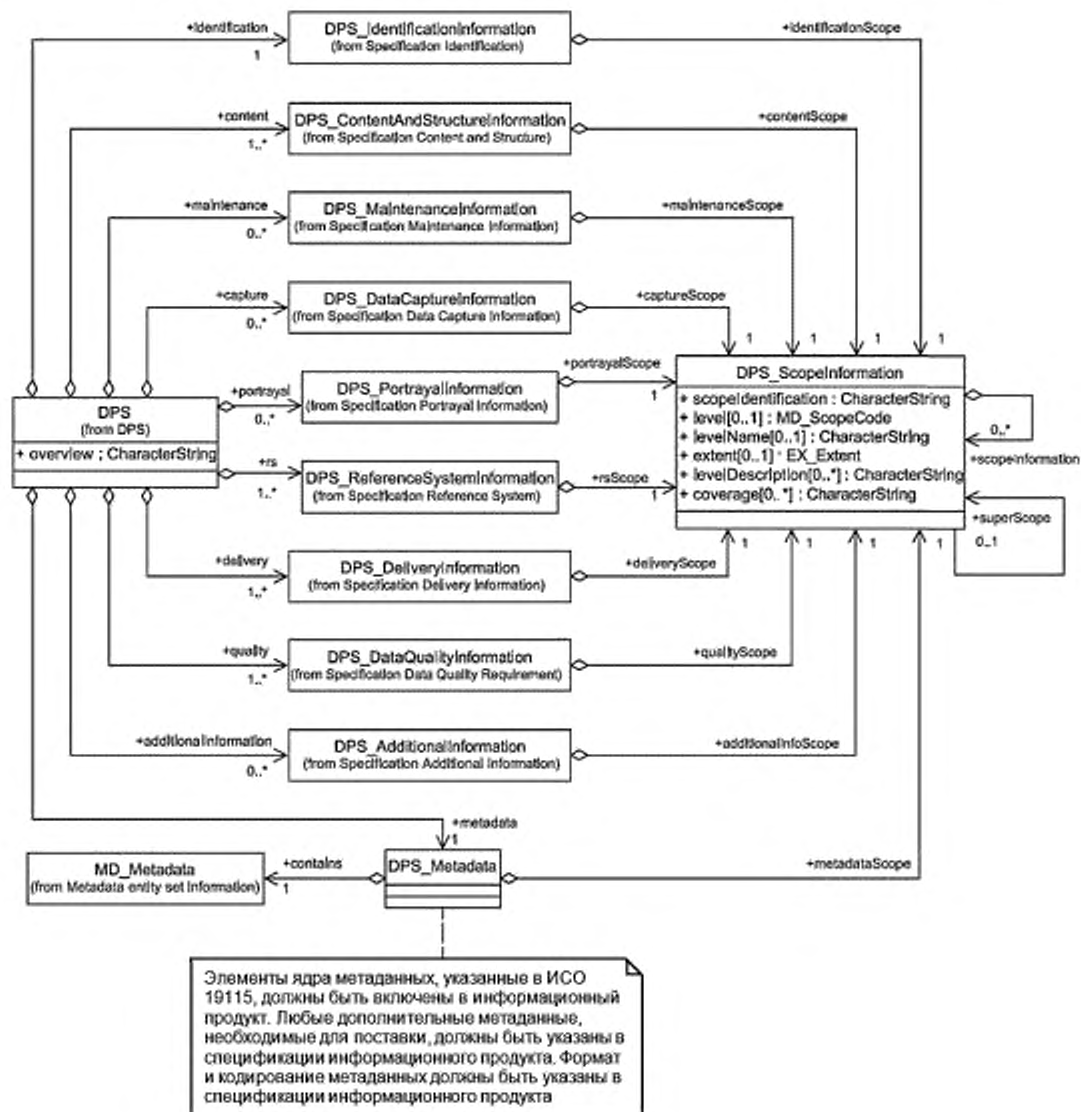 +identification
1
DPS_IdentificationInformation
(from Specification Identification)
+identificationScope
+content
1..*
DPS_ContentAndStructureInformation
(from Specification Content and Structure)
+contentScope
+maintenance
0..*
DPS_MaintenanceInformation
(from Specification Maintenance Information)
+maintenanceScope
+capture
0..*
DPS_DataCaptureInformation
(from Specification Data Capture Information)
+captureScope
1
1
1
1
DPS
(from DPS)
+ overview : CharacterString
+portrayal
0..*
DPS_PortrayalInformation
(from Specification Portrayal Information)
+portrayalScope
1
+rs
1..*
DPS_ReferenceSystemInformation
(from Specification Reference System)
+rsScope
1
DPS_ScopeInformation
+ scopeIdentification : CharacterString
+ level[0..1] : MD_ScopeCode
+ levelName[0..1] : CharacterString
+ extent[0..1] : EX_Extent
+ levelDescription[0..*] : CharacterString
+ coverage[0..*] : CharacterString
0..*
+scopeInformation
+superScope
0..1
+delivery
1..*
DPS_DeliveryInformation
(from Specification Delivery Information)
+deliveryScope
1
1
1
1
+quality
1..*
DPS_DataQualityInformation
(from Specification Data Quality Requirement)
+qualityScope
+additionalInformation
0..*
DPS_AdditionalInformation
(from Specification Additional Information)
+additionalInfoScope
+metadata
1
MD_Metadata
(from Metadata entity set Information)
+contains
1
DPS_Metadata
+metadataScope
Элементы ядра метаданных, указанные в ИСО
19115, должны быть включены в информационный
продукт. Любые дополнительные метаданные,
необходимые для поставки, должны быть указаны в
спецификации информационного продукта. Формат
и кодирование метаданных должны быть указаны в
спецификации информационного продукта